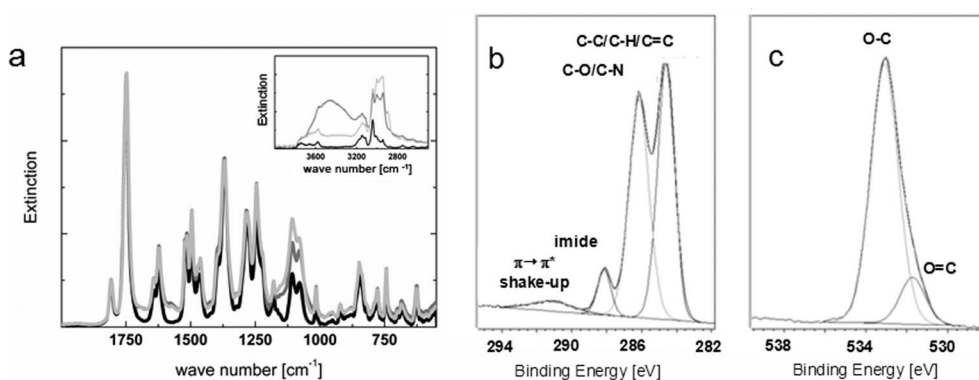 a
Extinction
1750 1500 1250 1000 750
wave number [cm⁻¹]
Extinction
3600 3200 2800
wave number [cm ⁻¹]
b
C-C/C-H/C=C
C-O/C-N
imide
π→π*
shake-up
294 290 286 282
Binding Energy [eV]
c
O-C
O=C
538 534 530
Binding Energy [eV]